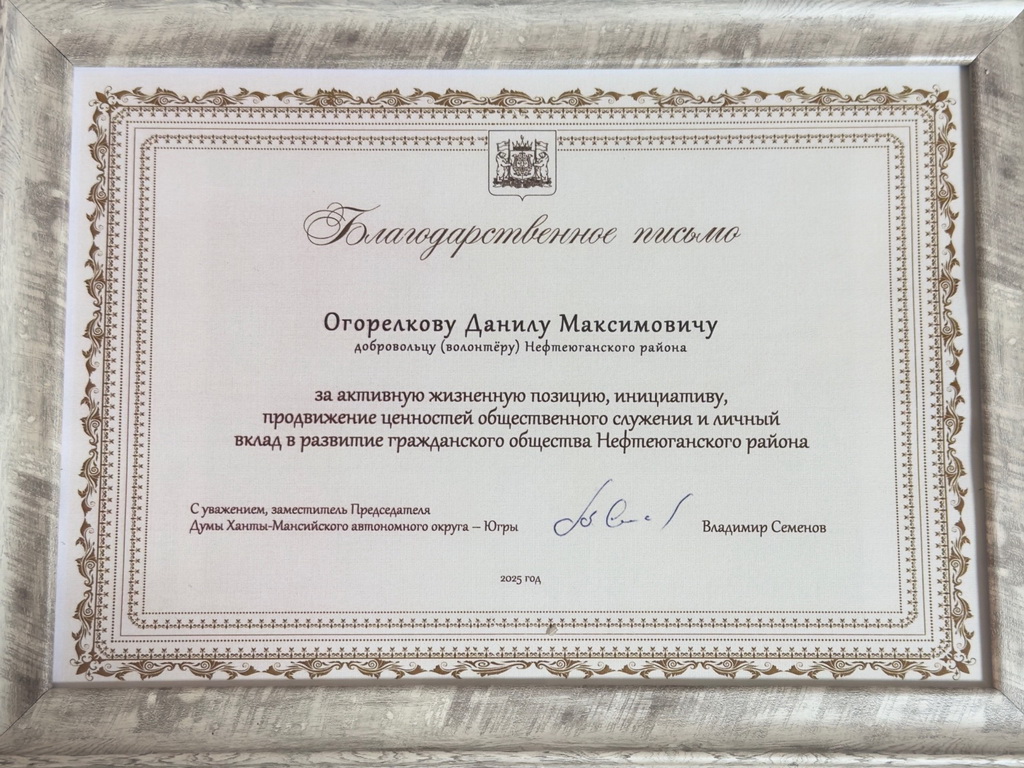 Благодарственное письмо
Огорелкову Данилу Максимовичу
добровольцу (волонтёру) Нефтеюганского района
за активную жизненную позицию, инициативу,
продвижение ценностей общественного служения и личный
вклад в развитие гражданского общества Нефтеюганского района
С уважением, заместитель Председателя
Думы Ханты-Мансийского автономного округа – Югры
Владимир Семенов
2025 год